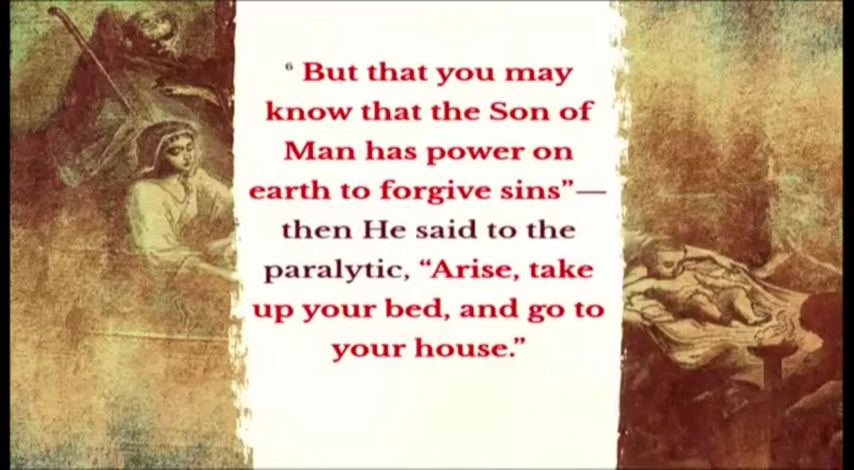 ⁶ But that you may
know that the Son of
Man has power on
earth to forgive sins”—
then He said to the
paralytic, “Arise, take
up your bed, and go to
your house.”